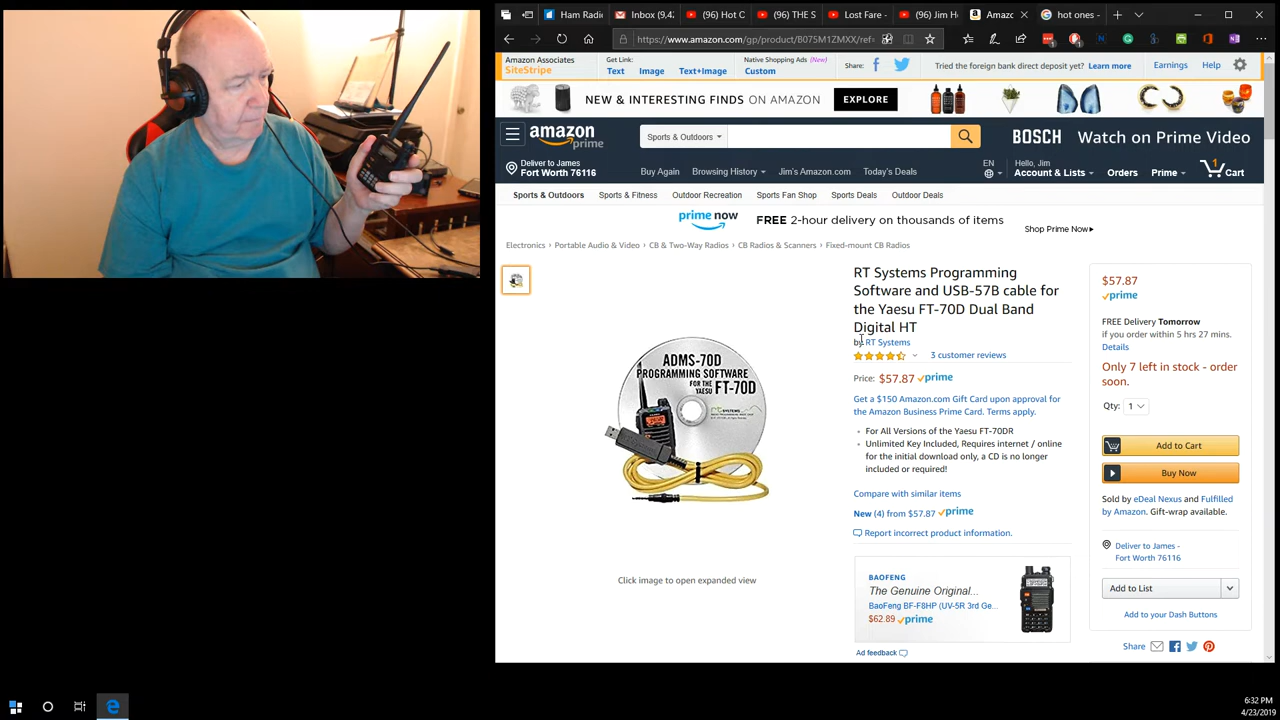 Ham Radi
Inbox (9,4
(96) Hot C
(96) THE S
Lost Fare -
(96) Jim H
Amazc
hot ones -
https://www.amazon.com/gp/product/B075M1ZMXX/ref=
Amazon Associates
SiteStripe
Get Link:
Text
Image
Text+Image
Native Shopping Ads (New)
Custom
Share:
Tried the foreign bank direct deposit yet? Learn more
Earnings
Help
NEW & INTERESTING FINDS ON AMAZON
EXPLORE
amazon
prime
Sports & Outdoors
BOSCH Watch on Prime Video
Deliver to James
Fort Worth 76116
Buy Again
Browsing History
Jim's Amazon.com
Today's Deals
EN
Hello, Jim
Account & Lists
Orders
Prime
1
Cart
Sports & Outdoors
Sports & Fitness
Outdoor Recreation
Sports Fan Shop
Sports Deals
Outdoor Deals
prime now
FREE 2-hour delivery on thousands of items
Shop Prime Now▸
Electronics › Portable Audio & Video › CB & Two-Way Radios › CB Radios & Scanners › Fixed-mount CB Radios
ADMS-70D
PROGRAMMING SOFTWARE
FOR THE
YAESU FT-70D
Click image to open expanded view
RT Systems Programming
Software and USB-57B cable for
the Yaesu FT-70D Dual Band
Digital HT
by RT Systems
3 customer reviews
Price: $57.87 prime
Get a $150 Amazon.com Gift Card upon approval for
the Amazon Business Prime Card. Terms apply.
• For All Versions of the Yaesu FT-70DR
• Unlimited Key Included, Requires internet / online
for the initial download only, a CD is no longer
included or required!
Compare with similar items
New (4) from $57.87 prime
Report incorrect product information.
BAOFENG
The Genuine Original...
BaoFeng BF-F8HP (UV-5R 3rd Ge...
$62.89 prime
Ad feedback
$57.87
prime
FREE Delivery Tomorrow
if you order within 5 hrs 27 mins.
Details
Only 7 left in stock - order
soon.
Qty: 1
Add to Cart
Buy Now
Sold by eDeal Nexus and Fulfilled
by Amazon. Gift-wrap available.
Deliver to James -
Fort Worth 76116
Add to List
Add to your Dash Buttons
Share
6:32 PM
4/23/2019